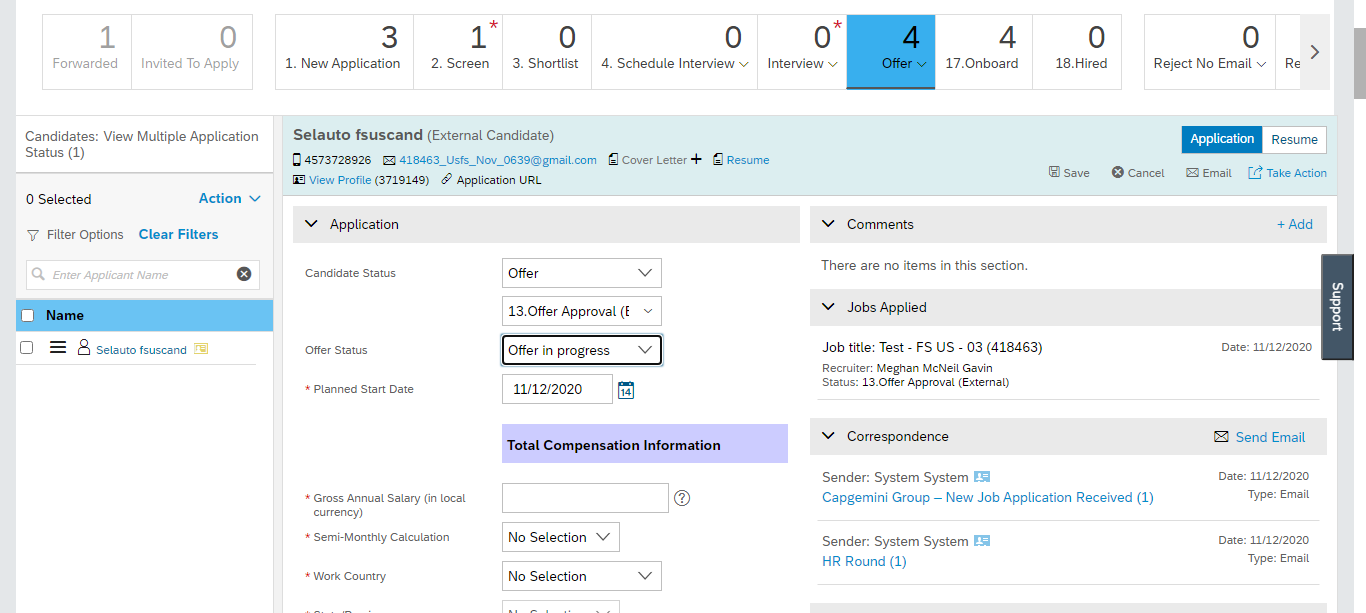 1
Forwarded
0
Invited To Apply
3
1. New Application
1*
2. Screen
0
3. Shortlist
0
4. Schedule Interview
0*
Interview
4
Offer
4
17.Onboard
0
18.Hired
0
Reject No Email
Re
Candidates: View Multiple Application
Status (1)
0 Selected
Action
Filter Options Clear Filters
Enter Applicant Name
Name
Selauto fsuscand
Selauto fsuscand (External Candidate)
4573728926 418463_Usfs_Nov_0639@gmail.com Cover Letter + Resume
View Profile (3719149) Application URL
Application Resume
Save Cancel Email Take Action
Application
Candidate Status Offer
13.Offer Approval (E
Offer Status Offer in progress
* Planned Start Date 11/12/2020 14
Total Compensation Information
* Gross Annual Salary (in local
currency)
?
* Semi-Monthly Calculation No Selection
* Work Country No Selection
Comments + Add
There are no items in this section.
Jobs Applied
Job title: Test - FS US - 03 (418463) Date: 11/12/2020
Recruiter: Meghan McNeil Gavin
Status: 13.Offer Approval (External)
Correspondence Send Email
Sender: System System Date: 11/12/2020
Capgemini Group – New Job Application Received (1) Type: Email
Sender: System System Date: 11/12/2020
HR Round (1) Type: Email
Support